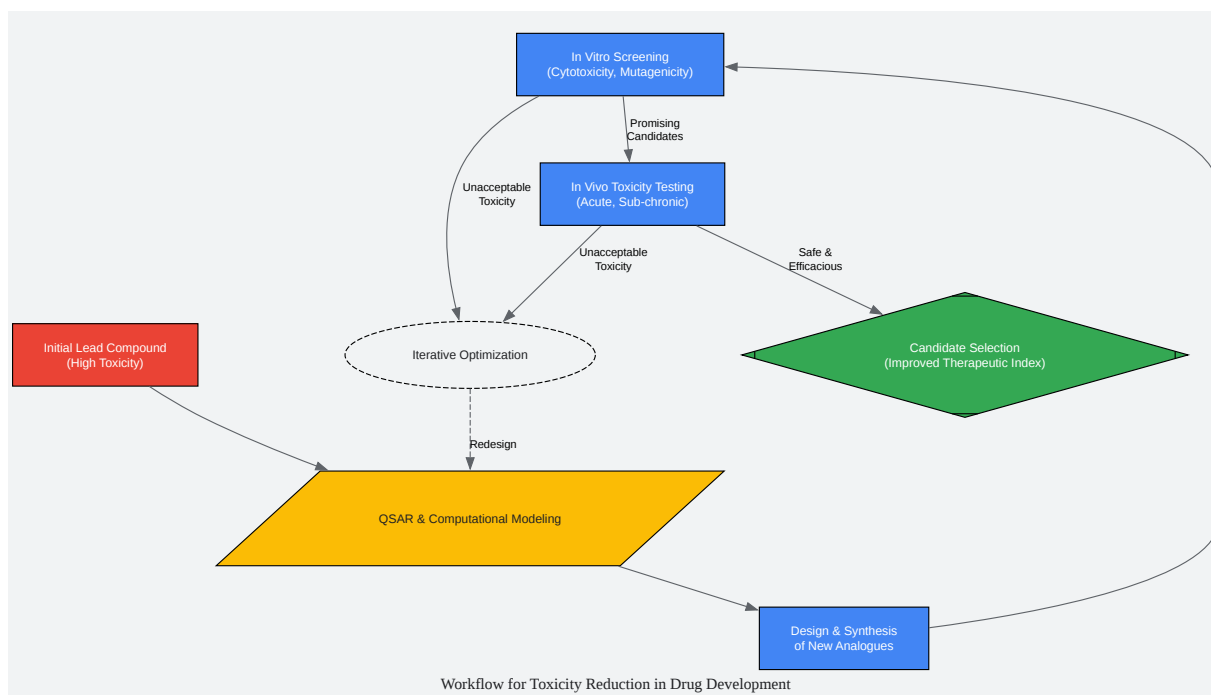 In Vitro Screening
(Cytotoxicity, Mutagenicity)
Promising
Candidates
Unacceptable
Toxicity
In Vivo Toxicity Testing
(Acute, Sub-chronic)
Unacceptable
Toxicity
Safe &
Efficacious
Initial Lead Compound
(High Toxicity)
Iterative Optimization
Candidate Selection
(Improved Therapeutic Index)
Redesign
QSAR & Computational Modeling
Design & Synthesis
of New Analogues
Workflow for Toxicity Reduction in Drug Development